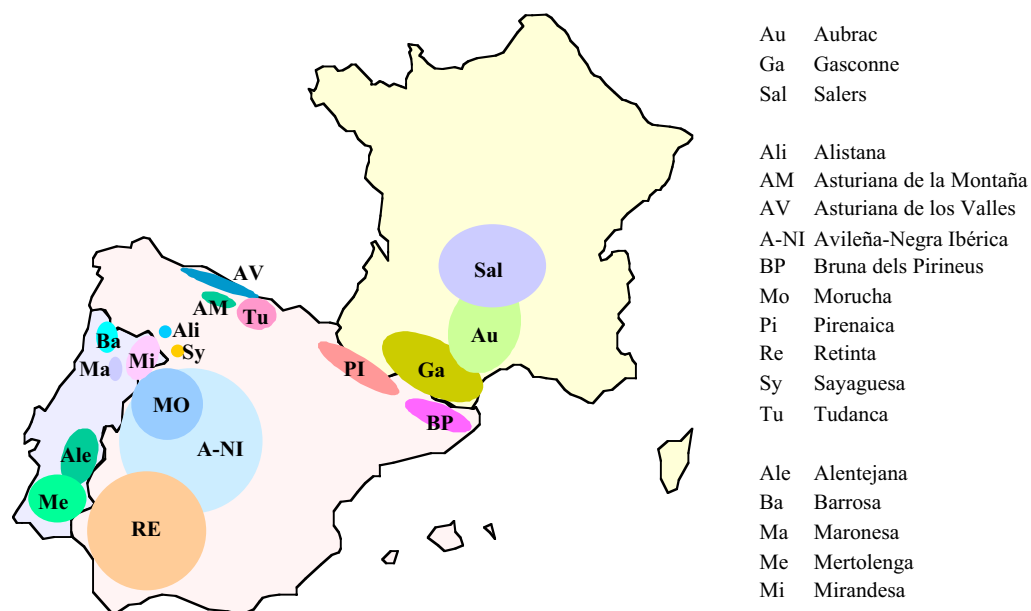 Sal
Au
Ga
AV
AM
Tu
Ali
Sy
Ba
Mi
Ma
PI
BP
MO
A-NI
Ale
Me
RE
Au Aubrac
Ga Gasconne
Sal Salers
Ali Alistana
AM Asturiana de la Montaña
AV Asturiana de los Valles
A-NI Avileña-Negra Ibérica
BP Bruna dels Pirineus
Mo Morucha
Pi Pirenaica
Re Retinta
Sy Sayaguesa
Tu Tudanca
Ale Alentejana
Ba Barrosa
Ma Maronesa
Me Mertolenga
Mi Mirandesa